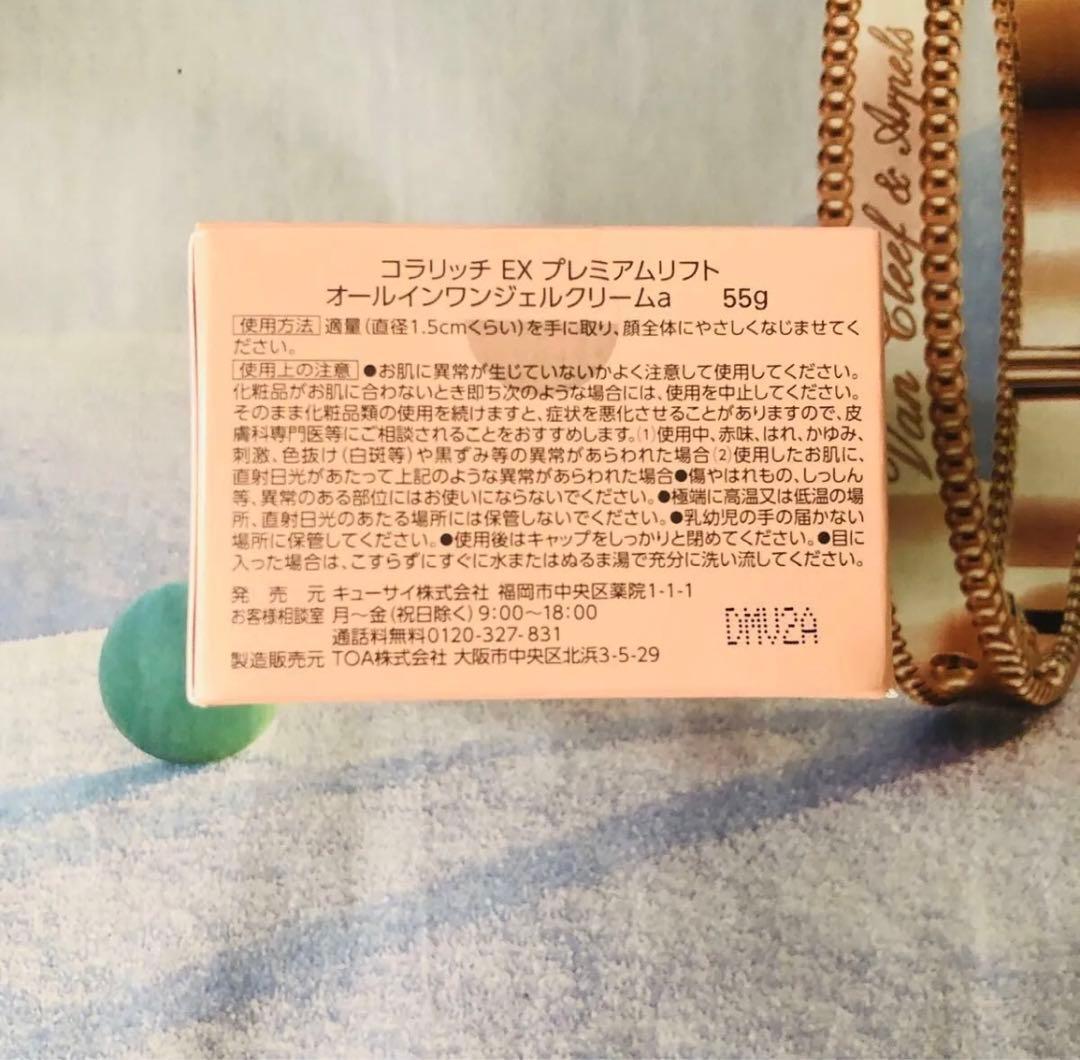 Van Cleef & Arpels
コラリッチ EX プレミアムリフト
オールインワンジェルクリームa 55g
使用方法 適量(直径1.5cmくらい)を手に取り、顔全体にやさしくなじませてく
ださい。
使用上の注意 ●お肌に異常が生じていないかよく注意して使用してください。
化粧品がお肌に合わないとき即ち次のような場合には、使用を中止してください。
そのまま化粧品類の使用を続けますと、症状を悪化させることがありますので、皮
膚科専門医等にご相談されることをおすすめします。(1)使用中、赤味、はれ、かゆみ、
刺激、色抜け(白斑等)や黒ずみ等の異常があらわれた場合(2)使用したお肌に、
直射日光があたって上記のような異常があらわれた場合●傷やはれもの、しっしん
等、異常のある部位にはお使いにならないでください。●極端に高温又は低温の場
所、直射日光のあたる場所には保管しないでください。●乳幼児の手の届かない
場所に保管してください。●使用後はキャップをしっかりと閉めてください。●目に
入った場合は、こすらずにすぐに水またはぬるま湯で充分に洗い流してください。
発売元 キューサイ株式会社 福岡市中央区薬院1-1-1
お客様相談室 月〜金(祝日除く)9:00〜18:00
通話料無料0120-327-831
製造販売元 TOA株式会社 大阪市中央区北浜3-5-29
DMV2A